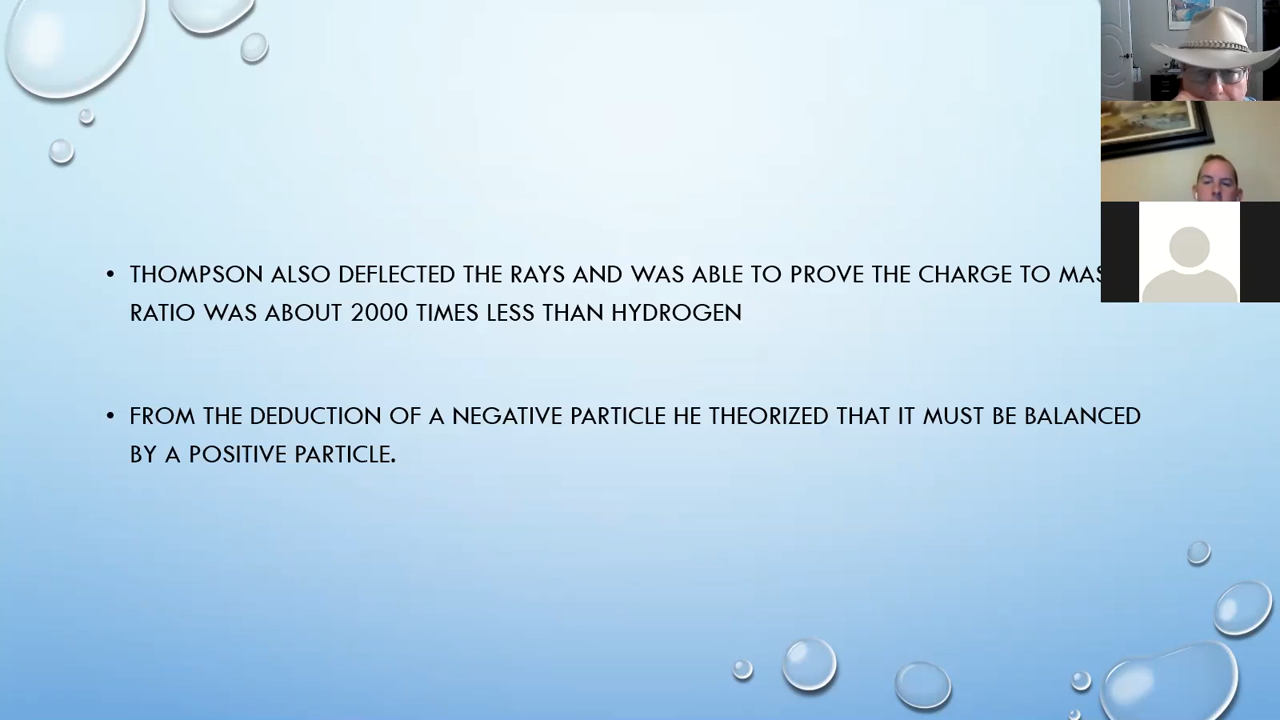 • THOMPSON ALSO DEFLECTED THE RAYS AND WAS ABLE TO PROVE THE CHARGE TO
RATIO WAS ABOUT 2000 TIMES LESS THAN HYDROGEN
• FROM THE DEDUCTION OF A NEGATIVE PARTICLE HE THEORIZED THAT IT MUST BE BALANCED
BY A POSITIVE PARTICLE.